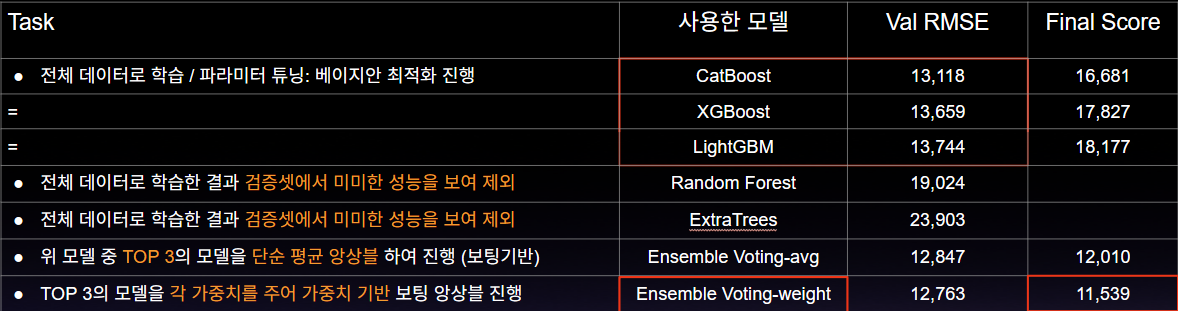 Task 사용한 모델 Val RMSE Final Score
● 전체 데이터로 학습 / 파라미터 튜닝: 베이지안 최적화 진행 CatBoost 13,118 16,681
= XGBoost 13,659 17,827
= LightGBM 13,744 18,177
● 전체 데이터로 학습한 결과 검증셋에서 미미한 성능을 보여 제외 Random Forest 19,024
● 전체 데이터로 학습한 결과 검증셋에서 미미한 성능을 보여 제외 ExtraTrees 23,903
● 위 모델 중 TOP 3의 모델을 단순 평균 앙상블 하여 진행 (보팅기반) Ensemble Voting-avg 12,847 12,010
● TOP 3의 모델을 각 가중치를 주어 가중치 기반 보팅 앙상블 진행 Ensemble Voting-weight 12,763 11,539